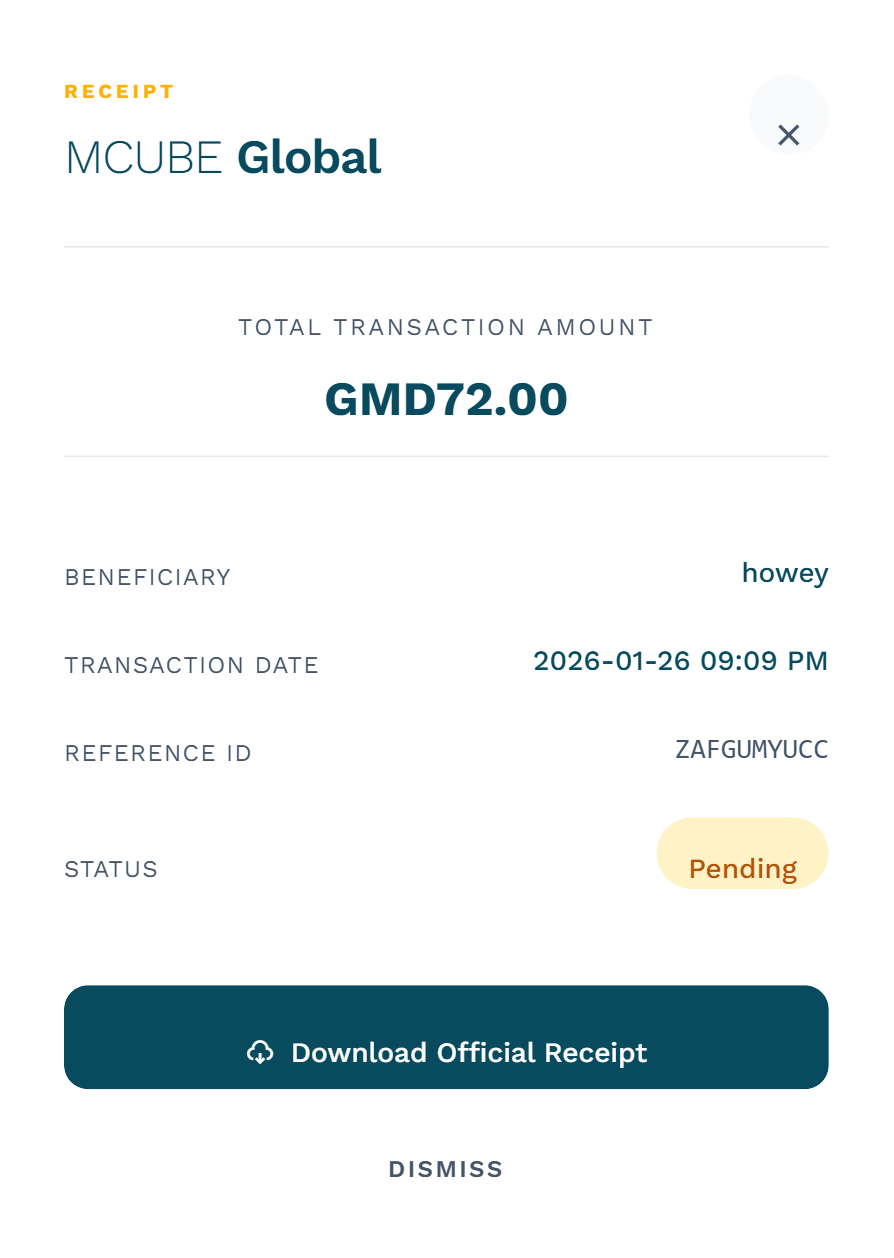 RECEIPT
MCUBE Global
TOTAL TRANSACTION AMOUNT
GMD72.00
BENEFICIARY howey
TRANSACTION DATE 2026-01-26 09:09 PM
REFERENCE ID ZAFGUMYUCC
STATUS Pending
Download Official Receipt
DISMISS